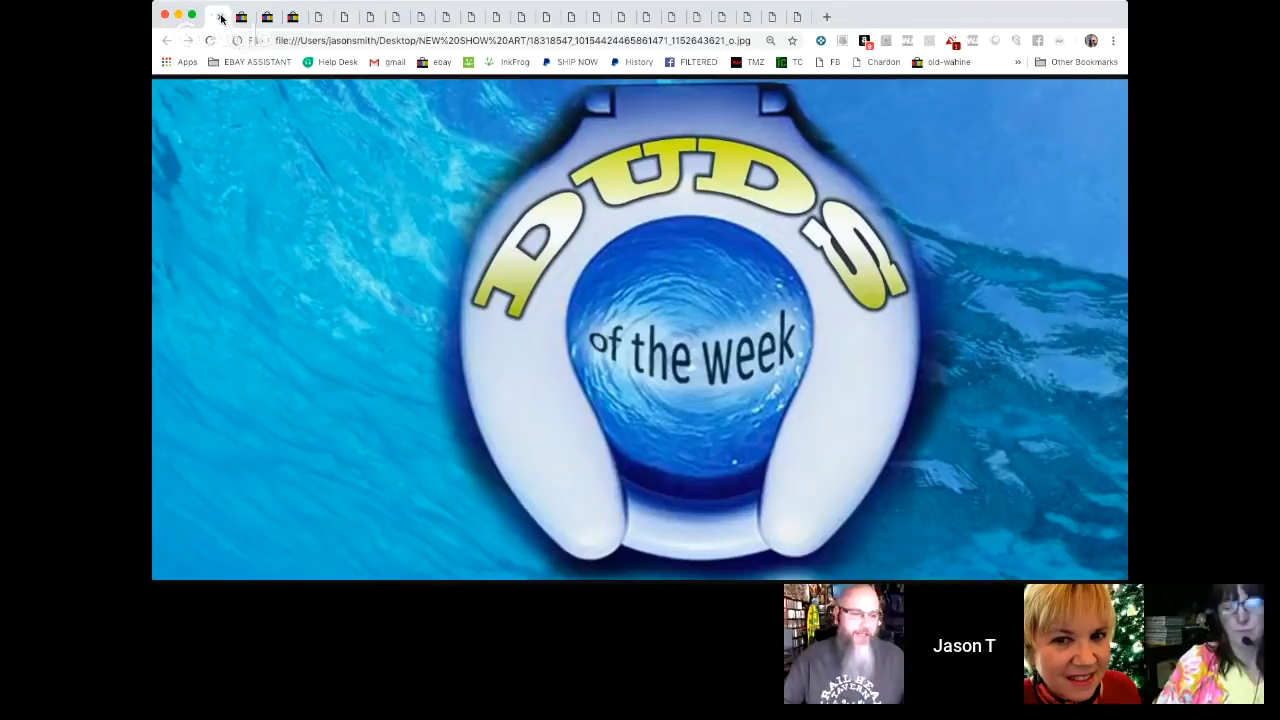 file:///Users/jasonsmith/Desktop/NEW%20SHOW%20ART/18318547_10154424465861471_1152643621_o.jpg
Apps EBAY ASSISTANT Help Desk gmail ebay InkFrog SHIP NOW History FILTERED TMZ TC FB Chardon old-wahine » Other Bookmarks
DUDS
of the week
Jason T
TAVERN